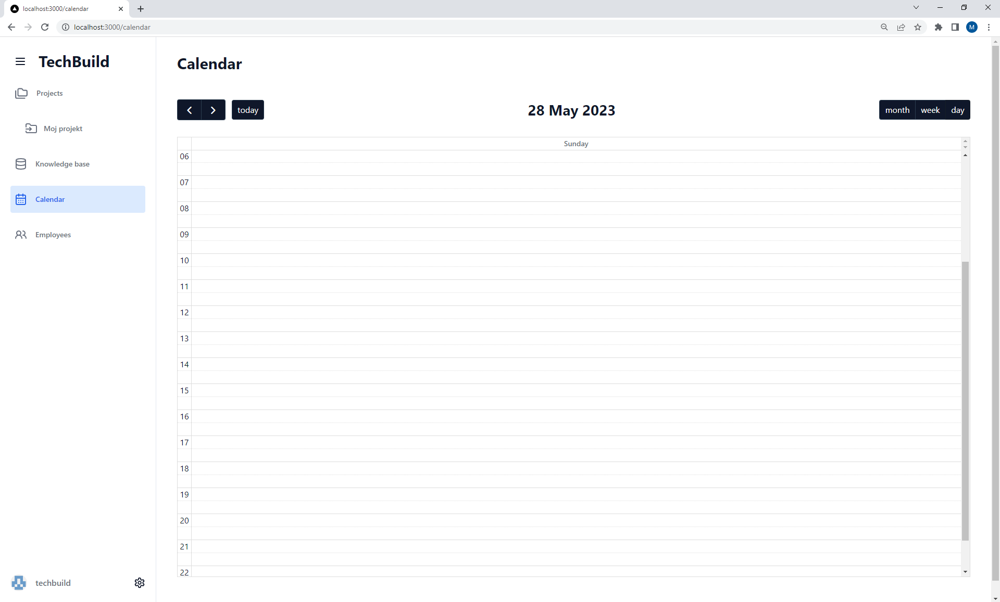 localhost:3000/calendar
localhost:3000/calendar
M
TechBuild
Projects
Moj projekt
Knowledge base
Calendar
Employees
techbuild
Calendar
today
28 May 2023
month week day
Sunday
06
07
08
09
10
11
12
13
14
15
16
17
18
19
20
21
22